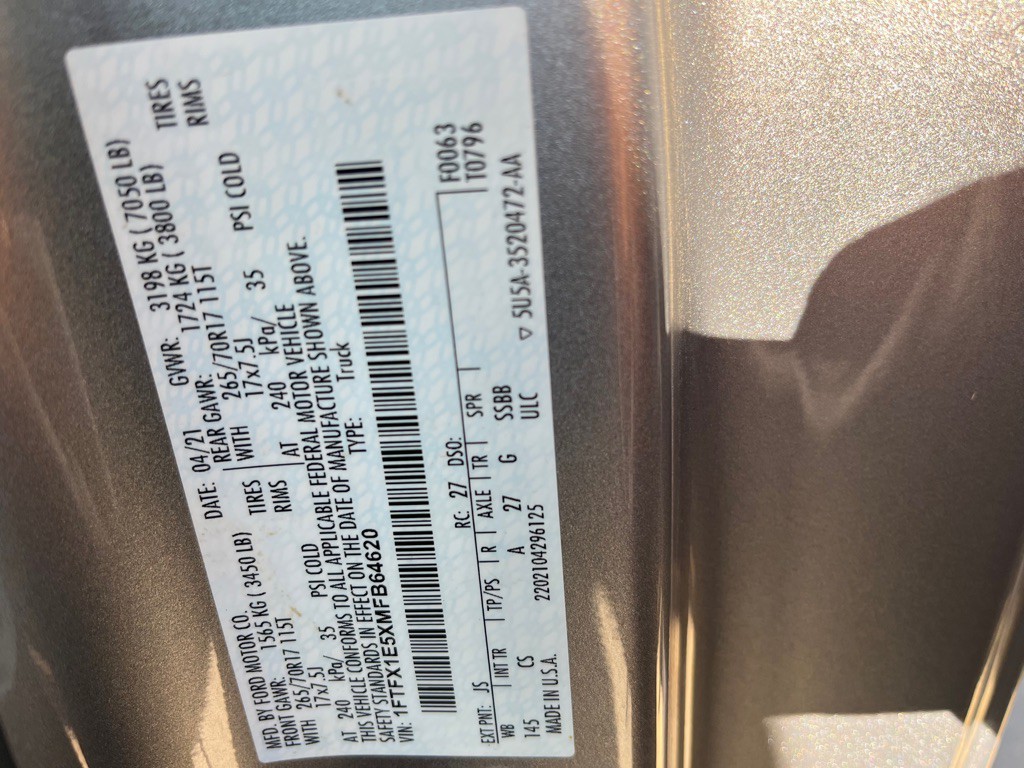 MFD. BY FORD MOTOR CO. DATE: 04/21 GVWR: 3198 KG ( 7050 LB)
FRONT GAWR: 1565 KG ( 3450 LB) REAR GAWR: 1724 KG ( 3800 LB)
WITH 265/70R17 115T TIRES WITH 265/70R17 115T TIRES
17x7.5J RIMS 17x7.5J RIMS
AT 240 kPa/ 35 PSI COLD AT 240 kPa/ 35 PSI COLD
THIS VEHICLE CONFORMS TO ALL APPLICABLE FEDERAL MOTOR VEHICLE
SAFETY STANDARDS IN EFFECT ON THE DATE OF MANUFACTURE SHOWN ABOVE.
VIN: 1FTFX1E5XMFB64620 TYPE: Truck
EXT PNT: JS RC: 27 DSO: F0063
WB INT TR TP/PS R AXLE TR SPR T0796
145 CS A 27 G SSBB
MADE IN U.S.A. 2202104296125 ULC ▽ 5U5A-3520472-AA